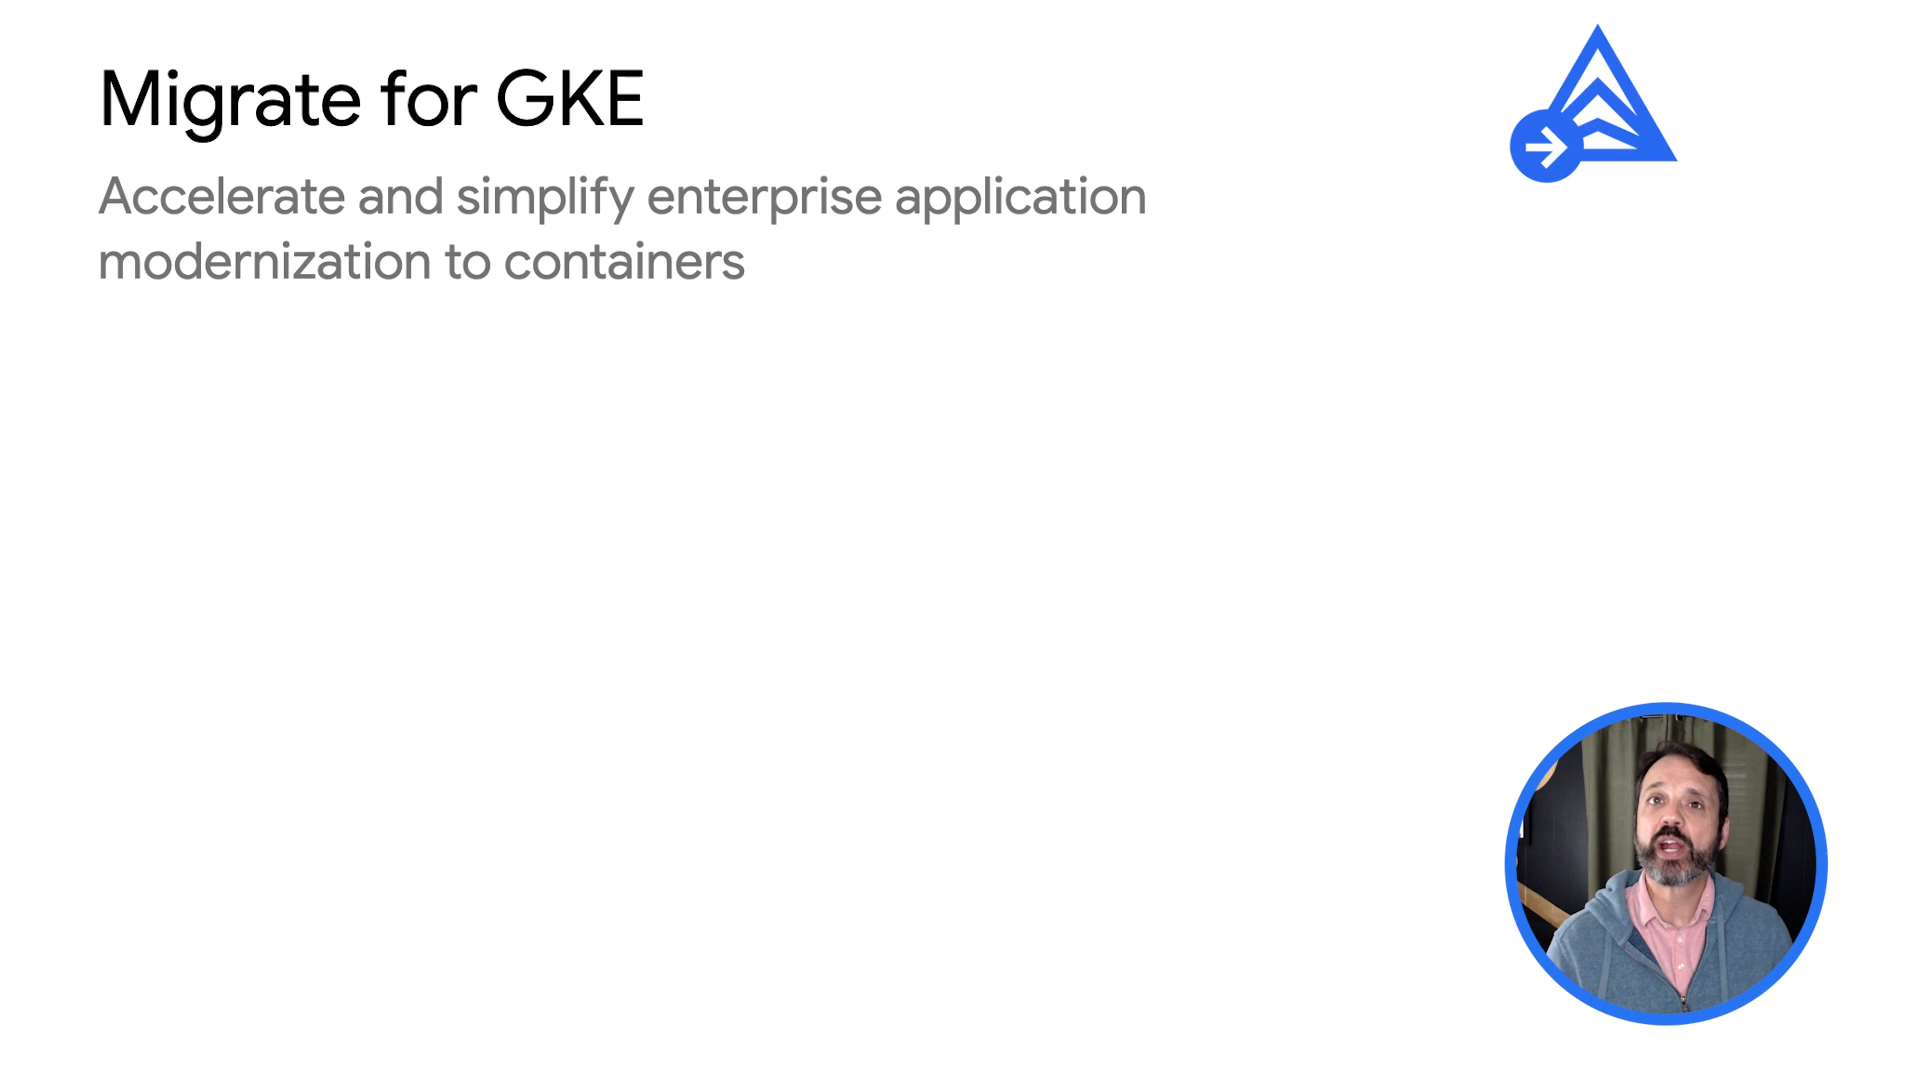 Migrate for GKE
Accelerate and simplify enterprise application
modernization to containers